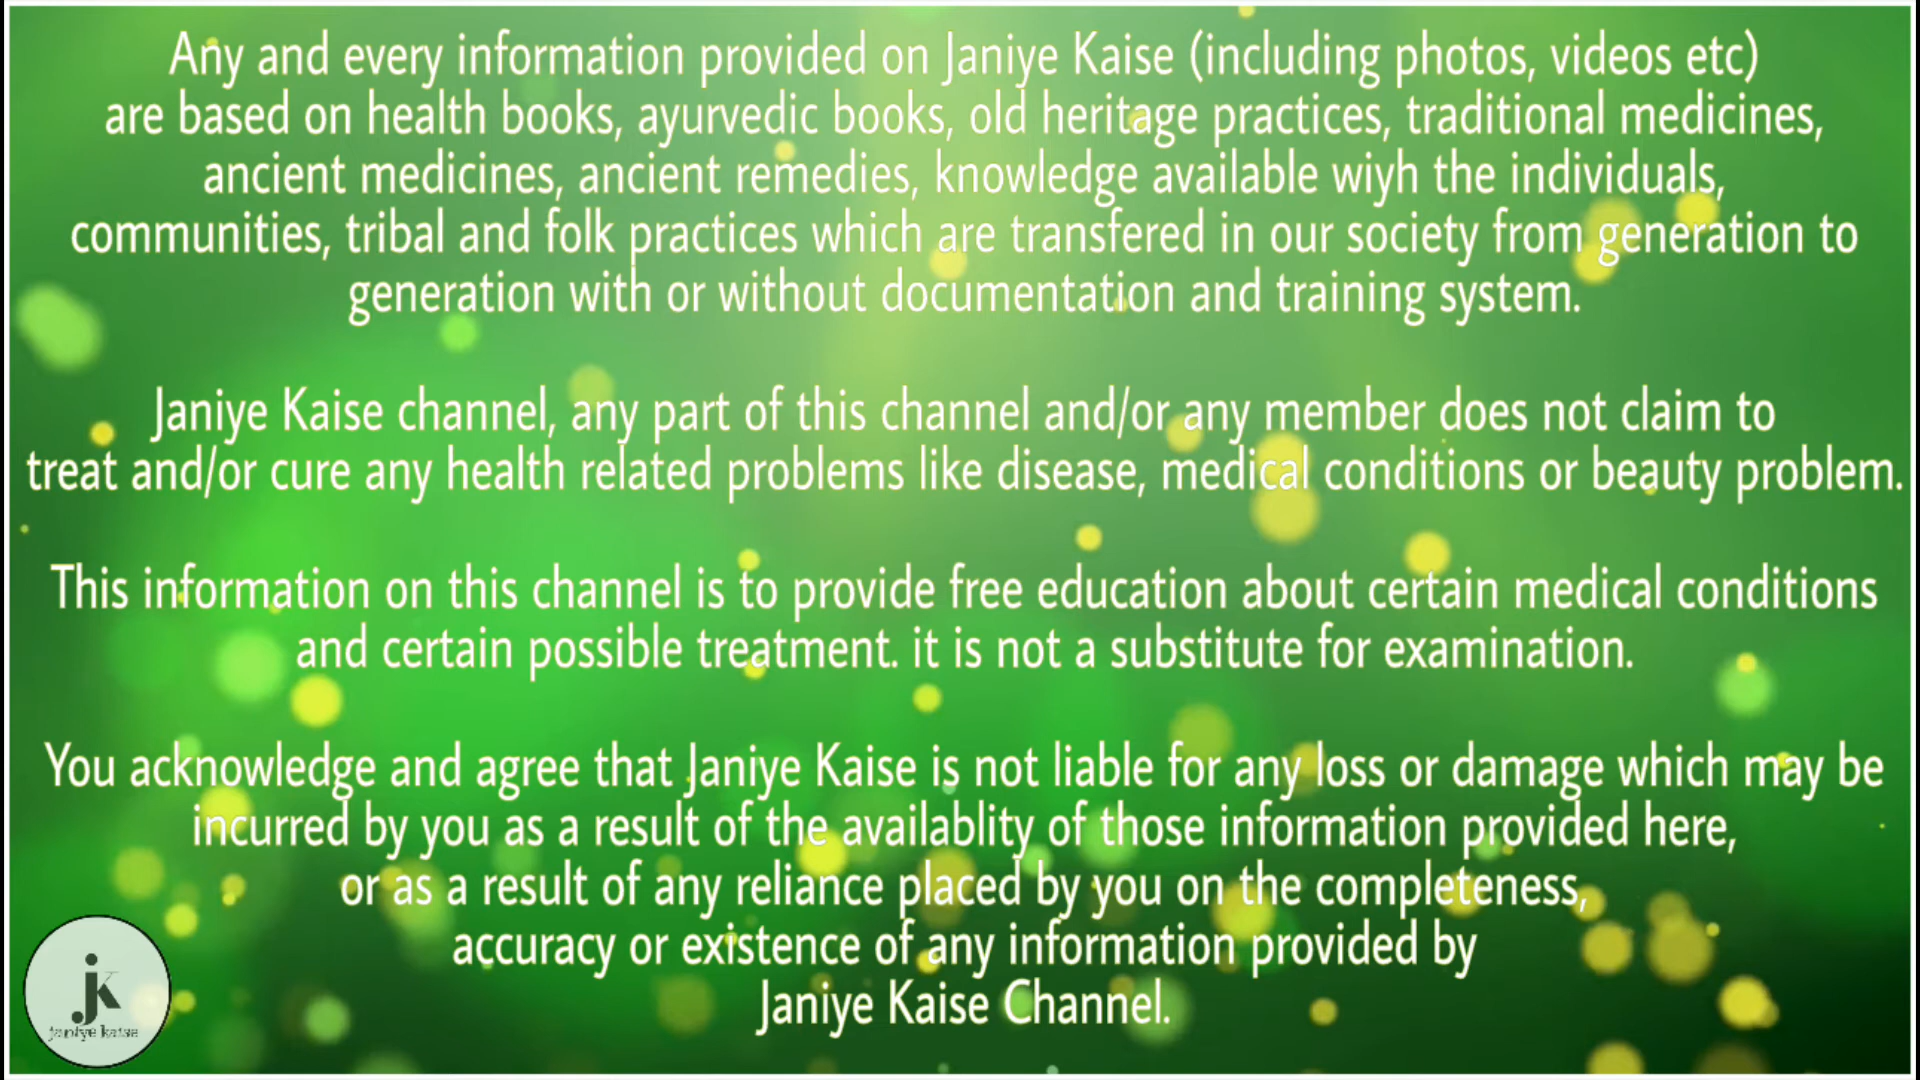 Any and every information provided on Janiye Kaise (including photos, videos etc)
are based on health books, ayurvedic books, old heritage practices, traditional medicines,
ancient medicines, ancient remedies, knowledge available wiyh the individuals,
communities, tribal and folk practices which are transfered in our society from generation to
generation with or without documentation and training system.
Janiye Kaise channel, any part of this channel and/or any member does not claim to
treat and/or cure any health related problems like disease, medical conditions or beauty problem.
This information on this channel is to provide free education about certain medical conditions
and certain possible treatment. it is not a substitute for examination.
You acknowledge and agree that Janiye Kaise is not liable for any loss or damage which may be
incurred by you as a result of the availablity of those information provided here,
or as a result of any reliance placed by you on the completeness,
accuracy or existence of any information provided by
Janiye Kaise Channel.
jk
janiye kaise